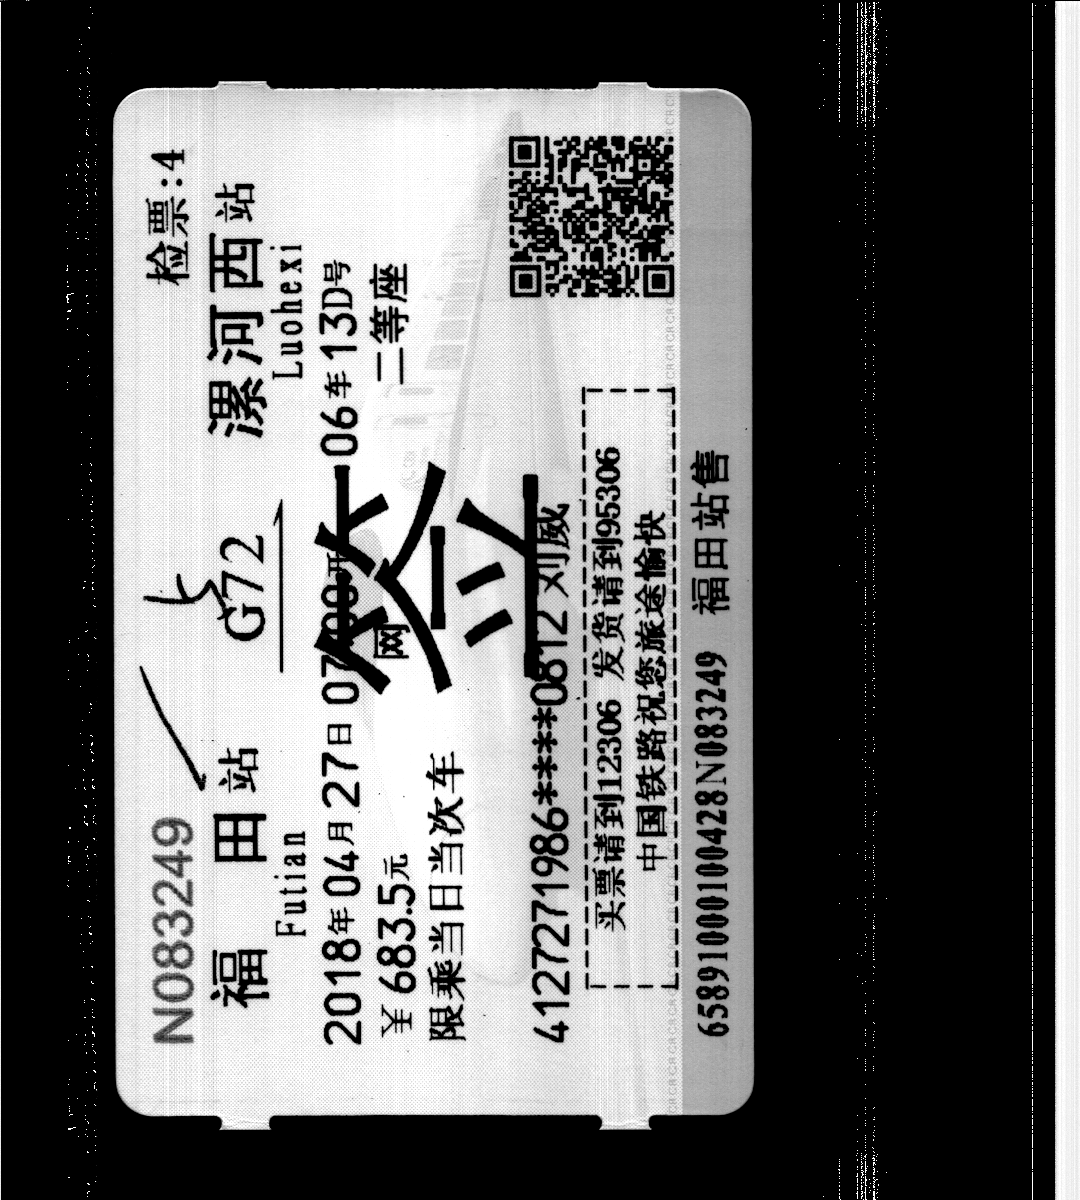 N083249 检票:4
福田站 G72 漯河西站
Futian Luohexi
2018年04月27日 07:00开 06车13D号
￥683.5元 网 二等座
限乘当日当次车
签
4127271986****0812 刘威
买票请到12306 发货请到95306
中国铁路祝您旅途愉快
65891000100428N083249 福田站售